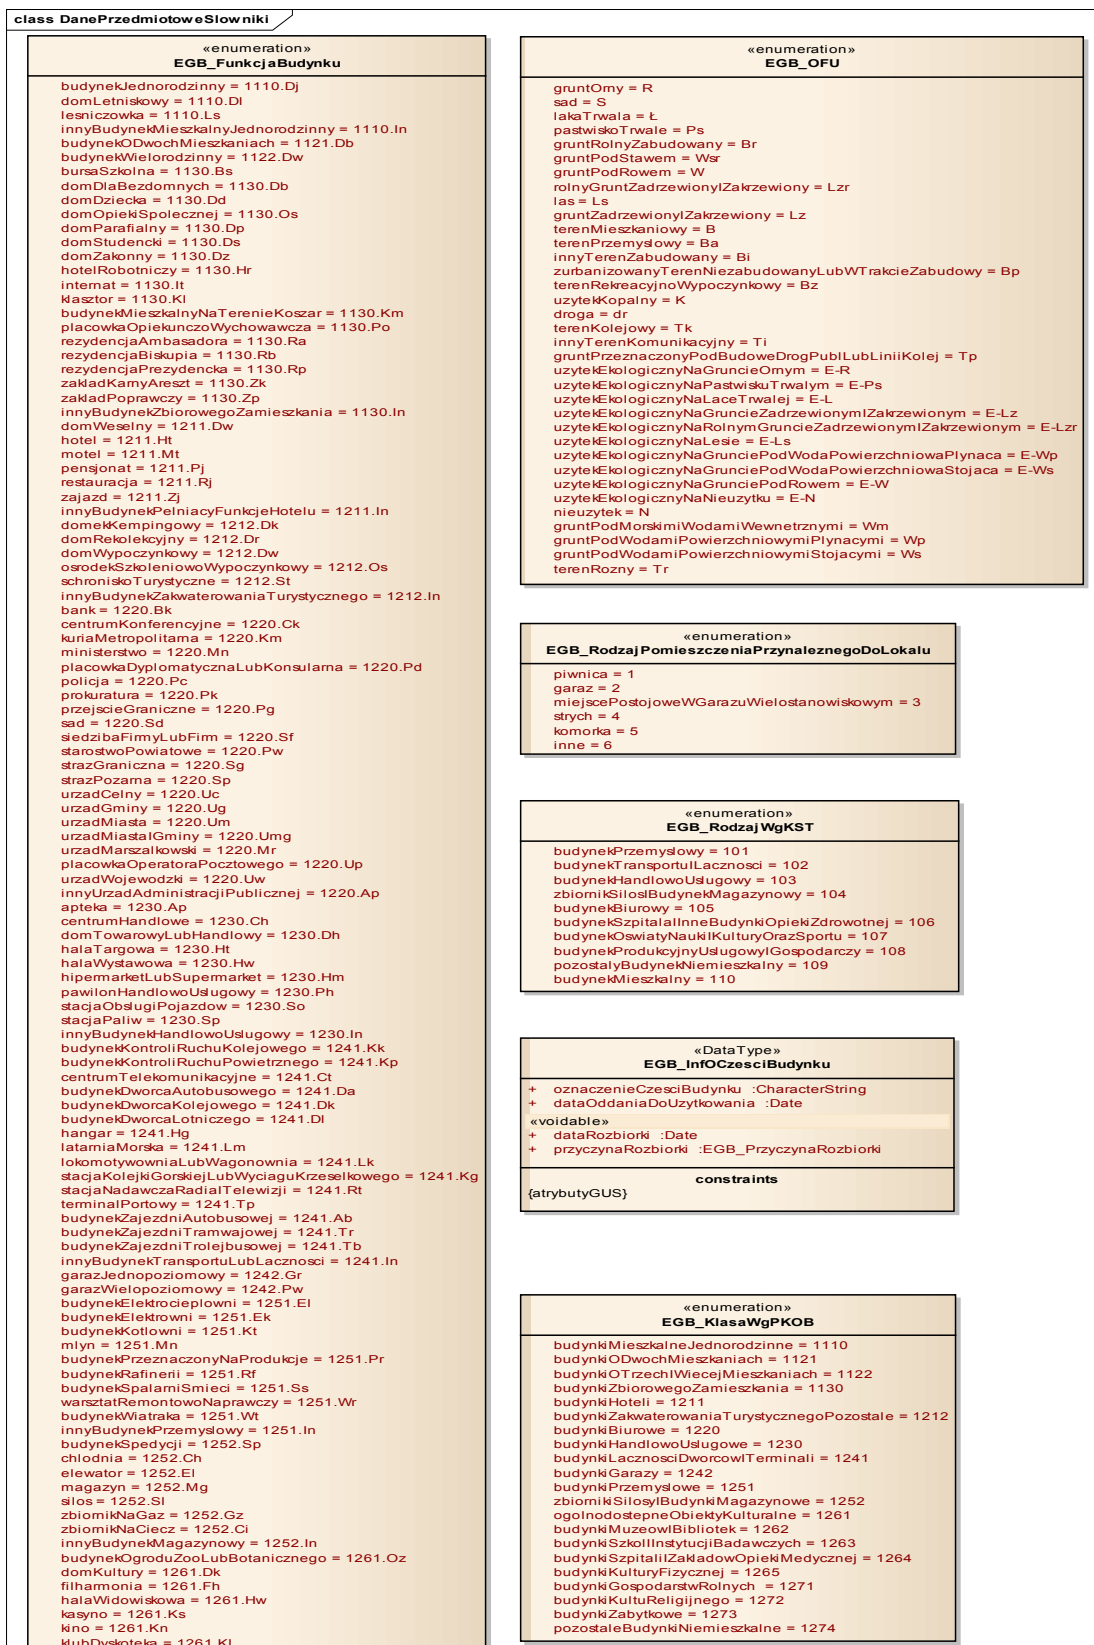 class DanePrzedmiotoweSlowniki
«enumeration»
EGB_FunkcjaBudynku
budynekJednorodzinny = 1110.Dj
domLetniskowy = 1110.Dl
lesniczowka = 1110.Ls
innyBudynekMieszkalnyJednorodzinny = 1110.In
budynekODwochMieszkaniach = 1121.Db
budynekWielorodzinny = 1122.Dw
bursaSzkolna = 1130.Bs
domDlaBezdomnych = 1130.Db
domDziecka = 1130.Dd
domOpiekiSpolecznej = 1130.Os
domParafialny = 1130.Dp
domStudencki = 1130.Ds
domZakonny = 1130.Dz
hotelRobotniczy = 1130.Hr
internat = 1130.It
klasztor = 1130.Kl
budynekMieszkalnyNaTerenieKoszar = 1130.Km
placowkaOpiekunczoWychowawcza = 1130.Po
rezydencjaAmbasadora = 1130.Ra
rezydencjaBiskupia = 1130.Rb
rezydencjaPrezydencka = 1130.Rp
zakladKarnyAreszt = 1130.Zk
zakladPoprawczy = 1130.Zp
innyBudynekZbiorowegoZamieszkania = 1130.In
domWeselny = 1211.Dw
hotel = 1211.Ht
motel = 1211.Mt
pensjonat = 1211.Pj
restauracja = 1211.Rj
zajazd = 1211.Zj
innyBudynekPelniacyFunkcjeHotelu = 1211.In
domekKempingowy = 1212.Dk
domRekolekcyjny = 1212.Dr
domWypoczynkowy = 1212.Dw
osrodekSzkoleniowoWypoczynkowy = 1212.Os
schroniskoTurystyczne = 1212.St
innyBudynekZakwaterowaniaTurystycznego = 1212.In
bank = 1220.Bk
centrumKonferencyjne = 1220.Ck
kuriaMetropolitarna = 1220.Km
ministerstwo = 1220.Mn
placowkaDyplomatycznaLubKonsularna = 1220.Pd
policja = 1220.Pc
prokuratura = 1220.Pk
przejscieGraniczne = 1220.Pg
sad = 1220.Sd
siedzibaFirmyLubFirm = 1220.Sf
starostwoPowiatowe = 1220.Pw
strazGraniczna = 1220.Sg
strazPozarna = 1220.Sp
urzadCelny = 1220.Uc
urzadGminy = 1220.Ug
urzadMiasta = 1220.Um
urzadMiastaIGminy = 1220.Umg
urzadMarszalkowski = 1220.Mr
placowkaOperatoraPocztowego = 1220.Up
urzadWojewodzki = 1220.Uw
innyUrzadAdministracjiPublicznej = 1220.Ap
apteka = 1230.Ap
centrumHandlowe = 1230.Ch
domTowarowyLubHandlowy = 1230.Dh
halaTargowa = 1230.Ht
halaWystawowa = 1230.Hw
hipermarketLubSupermarket = 1230.Hm
pawilonHandlowoUslugowy = 1230.Ph
stacjaObslugiPojazdow = 1230.So
stacjaPaliw = 1230.Sp
innyBudynekHandlowoUslugowy = 1230.In
budynekKontroliRuchuKolejowego = 1241.Kk
budynekKontroliRuchuPowietrznego = 1241.Kp
centrumTelekomunikacyjne = 1241.Ct
budynekDworcaAutobusowego = 1241.Da
budynekDworcaKolejowego = 1241.Dk
budynekDworcaLotniczego = 1241.Dl
hangar = 1241.Hg
latarniaMorska = 1241.Lm
lokomotywowniaLubWagonownia = 1241.Lk
stacjaKolejkiGorskiejLubWyciaguKrzeselkowego = 1241.Kg
stacjaNadawczaRadiaITelewizji = 1241.Rt
terminalPortowy = 1241.Tp
budynekZajezdniAutobusowej = 1241.Ab
budynekZajezdniTramwajowej = 1241.Tr
budynekZajezdniTrolejbusowej = 1241.Tb
innyBudynekTransportuLubLacznosci = 1241.In
garazJednopoziomowy = 1242.Gr
garazWielopoziomowy = 1242.Pw
budynekElektrocieplowni = 1251.El
budynekElektrowni = 1251.Ek
budynekKotlowni = 1251.Kt
mlyn = 1251.Mn
budynekPrzeznaczonyNaProdukcje = 1251.Pr
budynekRafinerii = 1251.Rf
budynekSpalarniSmieci = 1251.Ss
warsztatRemontowoNaprawczy = 1251.Wr
budynekWiatraka = 1251.Wt
innyBudynekPrzemyslowy = 1251.In
budynekSpedycji = 1252.Sp
chlodnia = 1252.Ch
elewator = 1252.El
magazyn = 1252.Mg
silos = 1252.Sl
zbiornikNaGaz = 1252.Gz
zbiornikNaCiecz = 1252.Ci
innyBudynekMagazynowy = 1252.In
budynekOgroduZooLubBotanicznego = 1261.Oz
domKultury = 1261.Dk
filharmonia = 1261.Fh
halaWidowiskowa = 1261.Hw
kasyno = 1261.Ks
kino = 1261.Kn
klubDyskoteka = 1261.Kl
«enumeration»
EGB_OFU
gruntOrny = R
sad = S
lakaTrwala = Ł
pastwiskoTrwale = Ps
gruntRolnyZabudowany = Br
gruntPodStawem = Wsr
gruntPodRowem = W
rolnyGruntZadrzewionyIZakrzewiony = Lzr
las = Ls
gruntZadrzewionyIZakrzewiony = Lz
terenMieszkaniowy = B
terenPrzemyslowy = Ba
innyTerenZabudowany = Bi
zurbanizowanyTerenNiezabudowanyLubWTrakcieZabudowy = Bp
terenRekreacyjnoWypoczynkowy = Bz
uzytekKopalny = K
droga = dr
terenKolejowy = Tk
innyTerenKomunikacyjny = Ti
gruntPrzeznaczonyPodBudoweDrogPublLubLiniiKolej = Tp
uzytekEkologicznyNaGruncieOrnym = E-R
uzytekEkologicznyNaPastwiskuTrwalym = E-Ps
uzytekEkologicznyNaLaceTrwalej = E-L
uzytekEkologicznyNaGruncieZadrzewionymIZakrzewionym = E-Lz
uzytekEkologicznyNaRolnymGruncieZadrzewionymIZakrzewionym = E-Lzr
uzytekEkologicznyNaLesie = E-Ls
uzytekEkologicznyNaGrunciePodWodaPowierzchniowaPlynaca = E-Wp
uzytekEkologicznyNaGrunciePodWodaPowierzchniowaStojaca = E-Ws
uzytekEkologicznyNaGrunciePodRowem = E-W
uzytekEkologicznyNaNieuzytku = E-N
nieuzytek = N
gruntPodMorskimiWodamiWewnetrznymi = Wm
gruntPodWodamiPowierzchniowymiPlynacymi = Wp
gruntPodWodamiPowierzchniowymiStojacymi = Ws
terenRozny = Tr
«enumeration»
EGB_RodzajPomieszczeniaPrzynaleznegoDoLokalu
piwnica = 1
garaz = 2
miejscePostojoweWGarazuWielostanowiskowym = 3
strych = 4
komorka = 5
inne = 6
«enumeration»
EGB_RodzajWgKST
budynekPrzemyslowy = 101
budynekTransportuILacznosci = 102
budynekHandlowoUslugowy = 103
zbiornikSilosIBudynekMagazynowy = 104
budynekBiurowy = 105
budynekSzpitalaIInneBudynkiOpiekiZdrowotnej = 106
budynekOswiatyNaukiIKulturyOrazSportu = 107
budynekProdukcyjnyUslugowyIGospodarczy = 108
pozostalyBudynekNiemieszkalny = 109
budynekMieszkalny = 110
«DataType»
EGB_InfOCzesciBudynku
+ oznaczenieCzesciBudynku :CharacterString
+ dataOddaniaDoUzytkowania :Date
«voidable»
+ dataRozbiorki :Date
+ przyczynaRozbiorki :EGB_PrzyczynaRozbiorki
constraints
{atrybutyGUS}
«enumeration»
EGB_KlasaWgPKOB
budynkiMieszkalneJednorodzinne = 1110
budynkiODwochMieszkaniach = 1121
budynkiOTrzechIWiecejMieszkaniach = 1122
budynkiZbiorowegoZamieszkania = 1130
budynkiHoteli = 1211
budynkiZakwaterowaniaTurystycznegoPozostale = 1212
budynkiBiurowe = 1220
budynkiHandlowoUslugowe = 1230
budynkiLacznosciDworcowITerminali = 1241
budynkiGarazy = 1242
budynkiPrzemyslowe = 1251
zbiornikiSilosyIBudynkiMagazynowe = 1252
ogolnodostepneObiektyKulturalne = 1261
budynkiMuzeowIBibliotek = 1262
budynkiSzkolIInstytucjiBadawczych = 1263
budynkiSzpitaliIZakladowOpiekiMedycznej = 1264
budynkiKulturyFizycznej = 1265
budynkiGospodarstwRolnych = 1271
budynkiKultuReligijnego = 1272
budynkiZabytkowe = 1273
pozostaleBudynkiNiemieszkalne = 1274